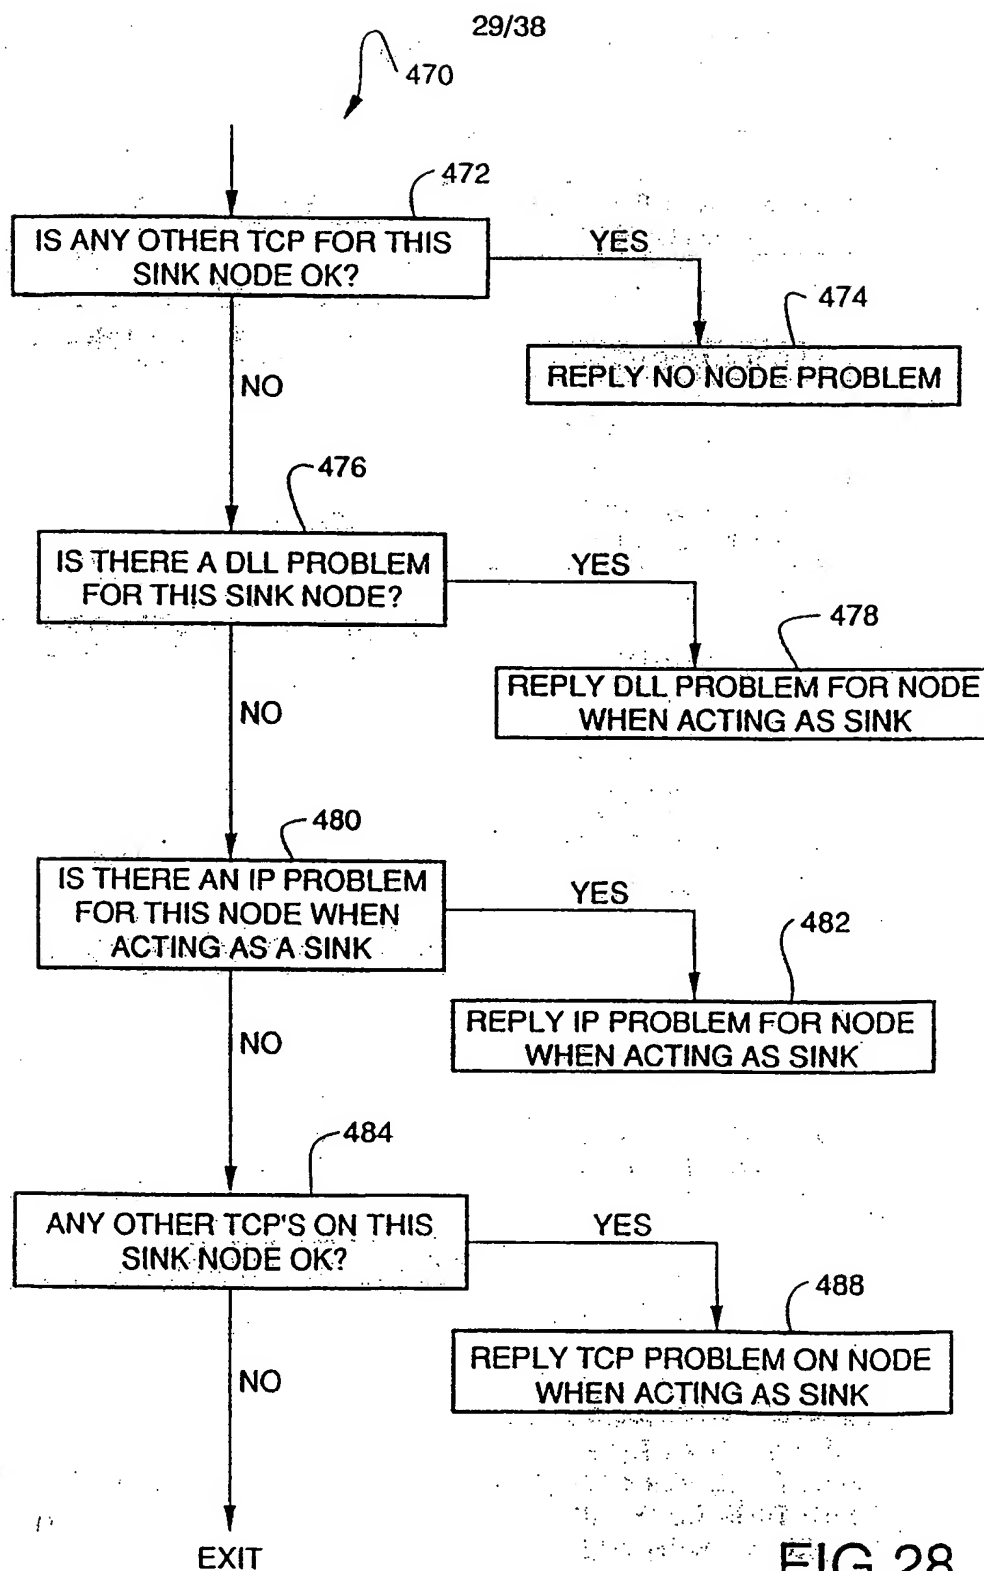 29/38
470
472
IS ANY OTHER TCP FOR THIS
SINK NODE OK?
YES
474
REPLY NO NODE PROBLEM
NO
476
IS THERE A DLL PROBLEM
FOR THIS SINK NODE?
YES
478
REPLY DLL PROBLEM FOR NODE
WHEN ACTING AS SINK
NO
480
IS THERE AN IP PROBLEM
FOR THIS NODE WHEN
ACTING AS A SINK
YES
482
REPLY IP PROBLEM FOR NODE
WHEN ACTING AS SINK
NO
484
ANY OTHER TCP'S ON THIS
SINK NODE OK?
YES
488
REPLY TCP PROBLEM ON NODE
WHEN ACTING AS SINK
NO
EXIT
FIG 28